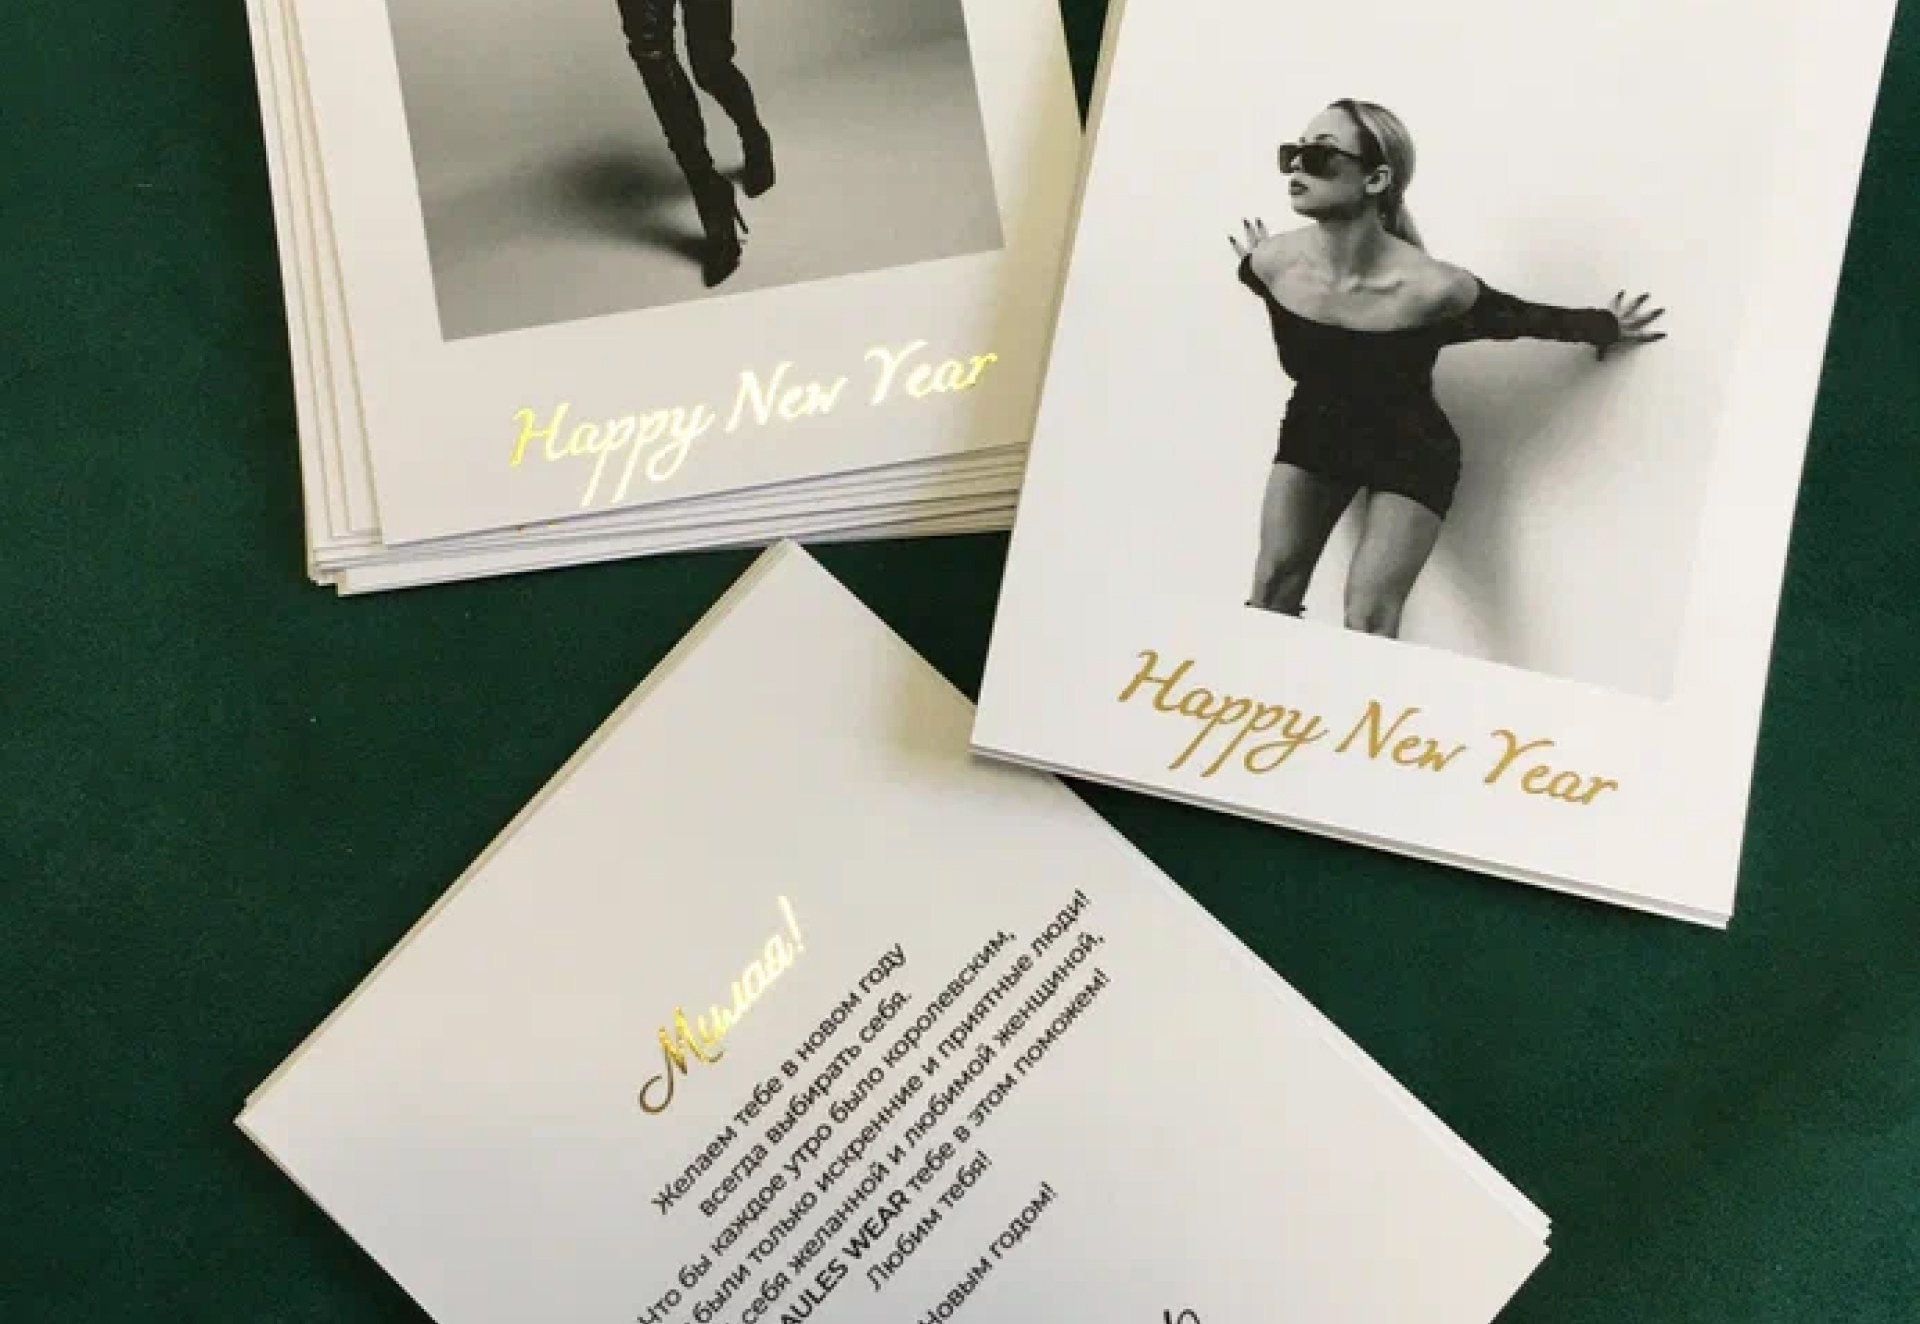 Happy New Year
Happy New Year
Милая!
Желаем тебе в новом году
всегда выбирать себя.
Что бы каждое утро было королевским,
были только искренние и приятные люди!
себя желанной и любимой женщиной,
AULES WEAR тебе в этом поможем!
Любим тебя!
Новым годом!